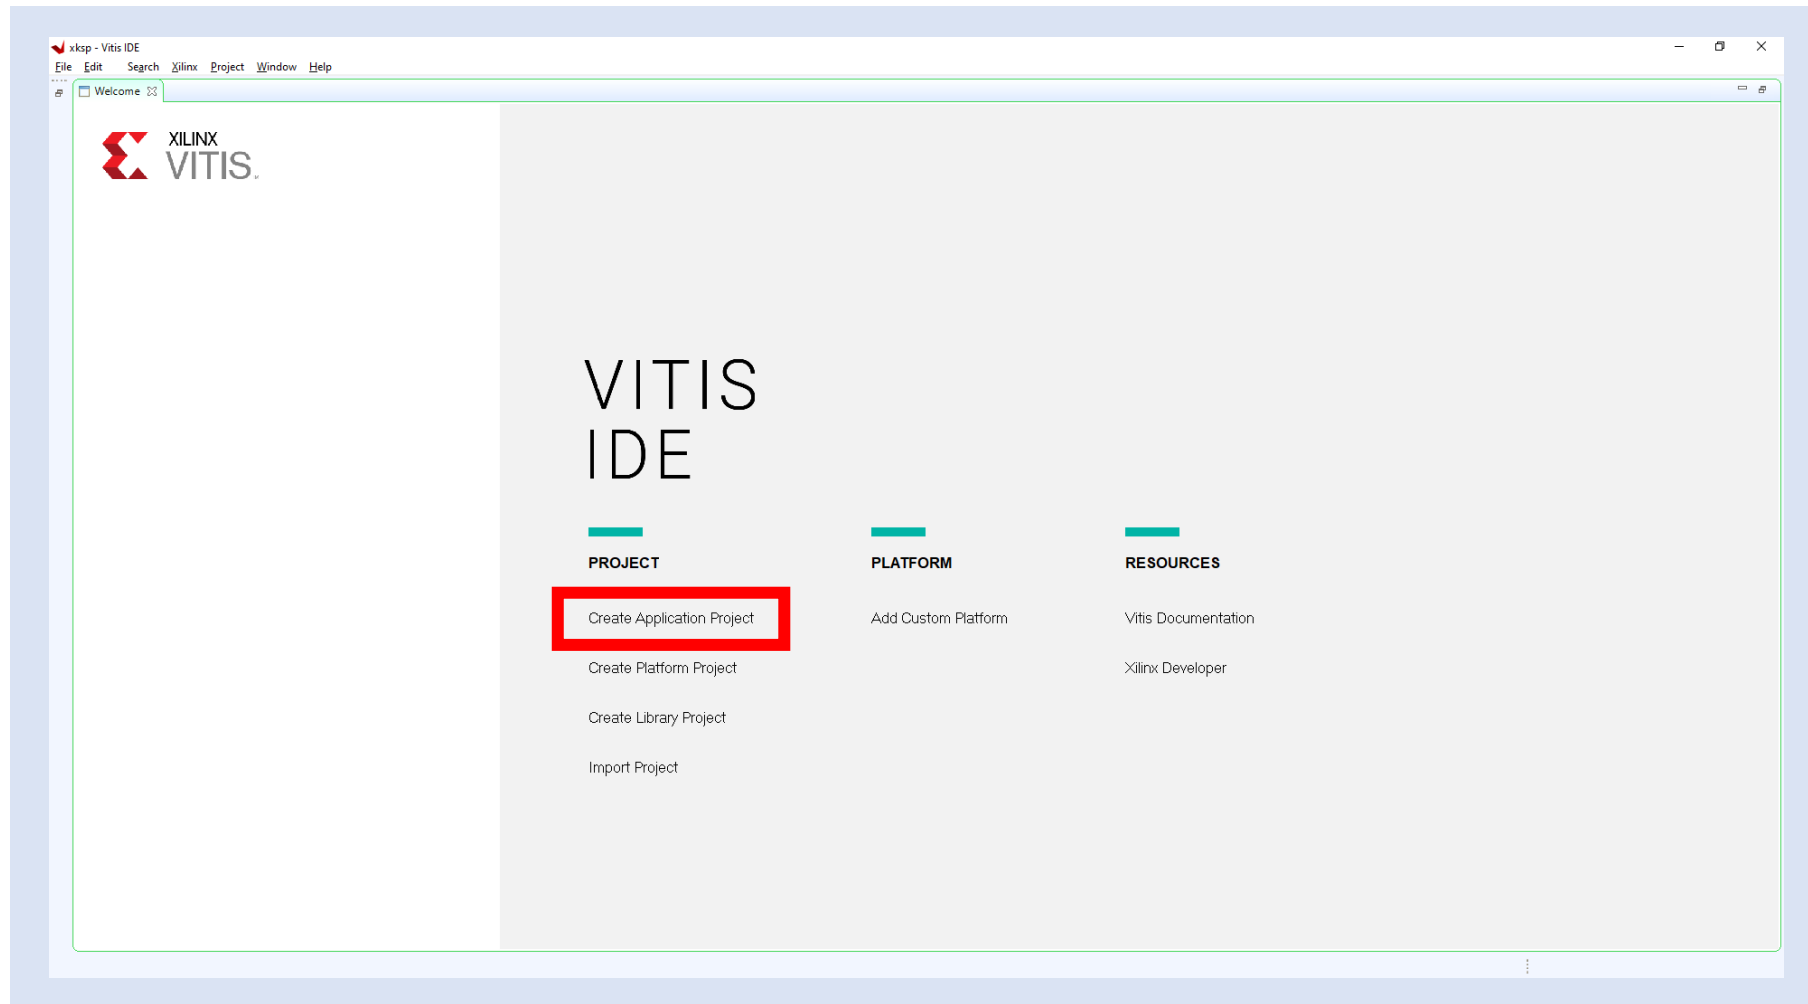 xksp - Vitis IDE
File Edit Search Xilinx Project Window Help
Welcome
XILINX
VITIS
VITIS
IDE
PROJECT
Create Application Project
Create Platform Project
Create Library Project
Import Project
PLATFORM
Add Custom Platform
RESOURCES
Vitis Documentation
Xilinx Developer